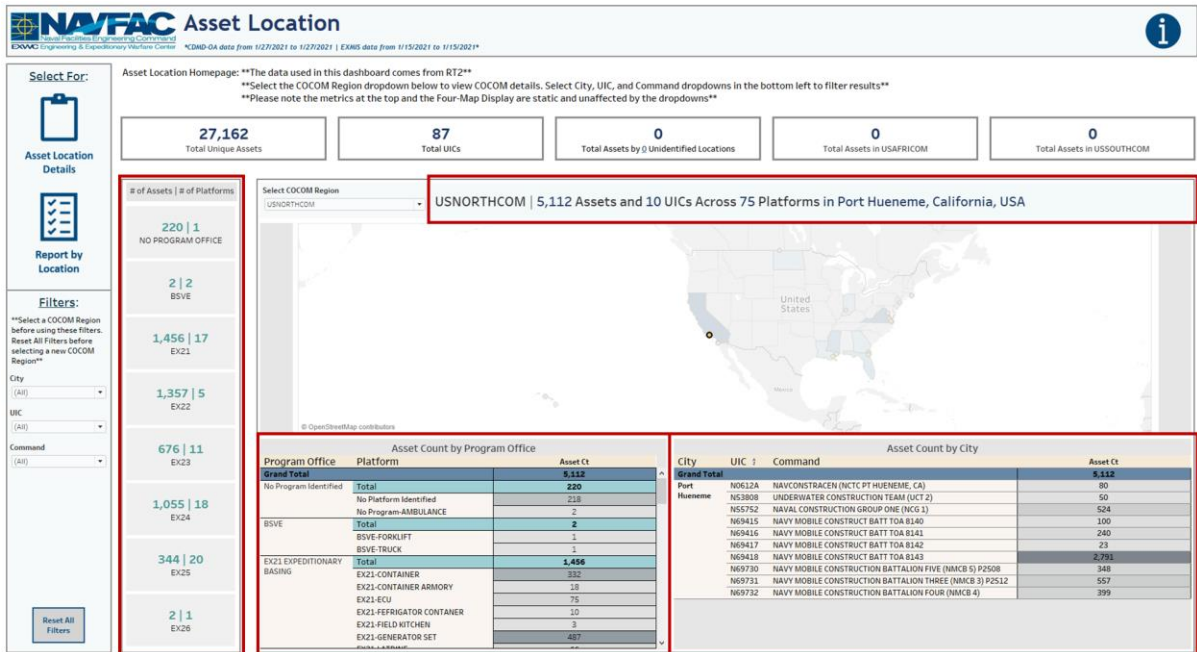 NAVFAC
Naval Facilities Engineering Command
EXWC Engineering & Expeditionary Warfare Center
Asset Location
*CDMD-OA data from 1/27/2021 to 1/27/2021 | EXMIS data from 1/15/2021 to 1/15/2021*
i
Select For:
Asset Location
Details
Report by
Location
Filters:
**Select a COCOM Region
before using these filters.
Reset All Filters before
selecting a new COCOM
Region**
City
(All)
UIC
(All)
Command
(All)
Reset All
Filters
Asset Location Homepage: **The data used in this dashboard comes from RT2**
**Select the COCOM Region dropdown below to view COCOM details. Select City, UIC, and Command dropdowns in the bottom left to filter results**
**Please note the metrics at the top and the Four-Map Display are static and unaffected by the dropdowns**
27,162
Total Unique Assets
87
Total UICs
0
Total Assets by 0 Unidentified Locations
0
Total Assets in USAFRICOM
0
Total Assets in USSOUTHCOM
# of Assets | # of Platforms
220 | 1
NO PROGRAM OFFICE
2 | 2
BSVE
1,456 | 17
EX21
1,357 | 5
EX22
676 | 11
EX23
1,055 | 18
EX24
344 | 20
EX25
2 | 1
EX26
Select COCOM Region
USNORTHCOM
USNORTHCOM | 5,112 Assets and 10 UICs Across 75 Platforms in Port Hueneme, California, USA
United
States
Mexico
© OpenStreetMap contributors
Asset Count by Program Office
Program Office Platform Asset Ct
Grand Total 5,112
No Program Identified Total 220
No Platform Identified 218
No Program-AMBULANCE 2
BSVE Total 2
BSVE-FORKLIFT 1
BSVE-TRUCK 1
EX21 EXPEDITIONARY Total 1,456
BASING EX21-CONTAINER 332
EX21-CONTAINER ARMORY 18
EX21-ECU 75
EX21-FEFRIGATOR CONTANER 10
EX21-FIELD KITCHEN 3
EX21-GENERATOR SET 487
Asset Count by City
City UIC Command Asset Ct
Grand Total 5,112
Port N0612A NAVCONSTRACEN (NCTC PT HUENEME, CA) 80
Hueneme N53808 UNDERWATER CONSTRUCTION TEAM (UCT 2) 50
N55752 NAVAL CONSTRUCTION GROUP ONE (NCG 1) 524
N69415 NAVY MOBILE CONSTRUCT BATT TOA 8140 100
N69416 NAVY MOBILE CONSTRUCT BATT TOA 8141 240
N69417 NAVY MOBILE CONSTRUCT BATT TOA 8142 23
N69418 NAVY MOBILE CONSTRUCT BATT TOA 8143 2,791
N69730 NAVY MOBILE CONSTRUCTION BATTALION FIVE (NMCB 5) P2508 348
N69731 NAVY MOBILE CONSTRUCTION BATTALION THREE (NMCB 3) P2512 557
N69732 NAVY MOBILE CONSTRUCTION BATTALION FOUR (NMCB 4) 399